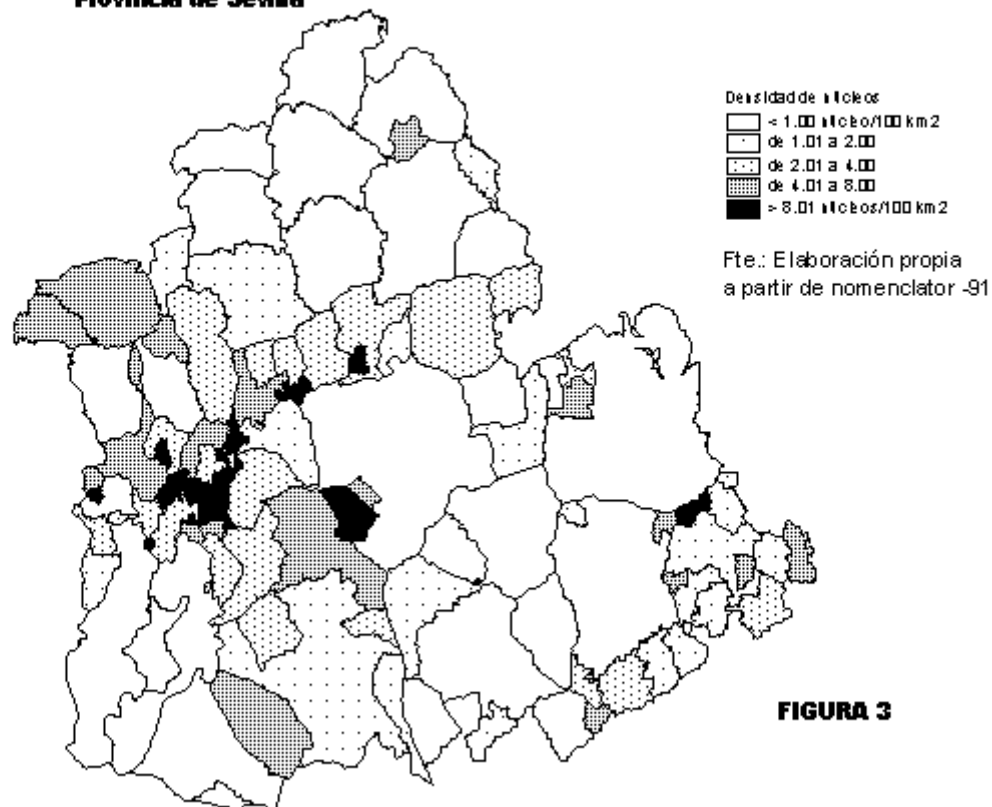 Provincia de Sevilla
Densidad de núcleos
< 1.00 núcleo/100 km2
de 1.01 a 2.00
de 2.01 a 4.00
de 4.01 a 8.00
> 8.01 núcleos/100 km2
Fte.: Elaboración propia
a partir de nomenclator -91
FIGURA 3